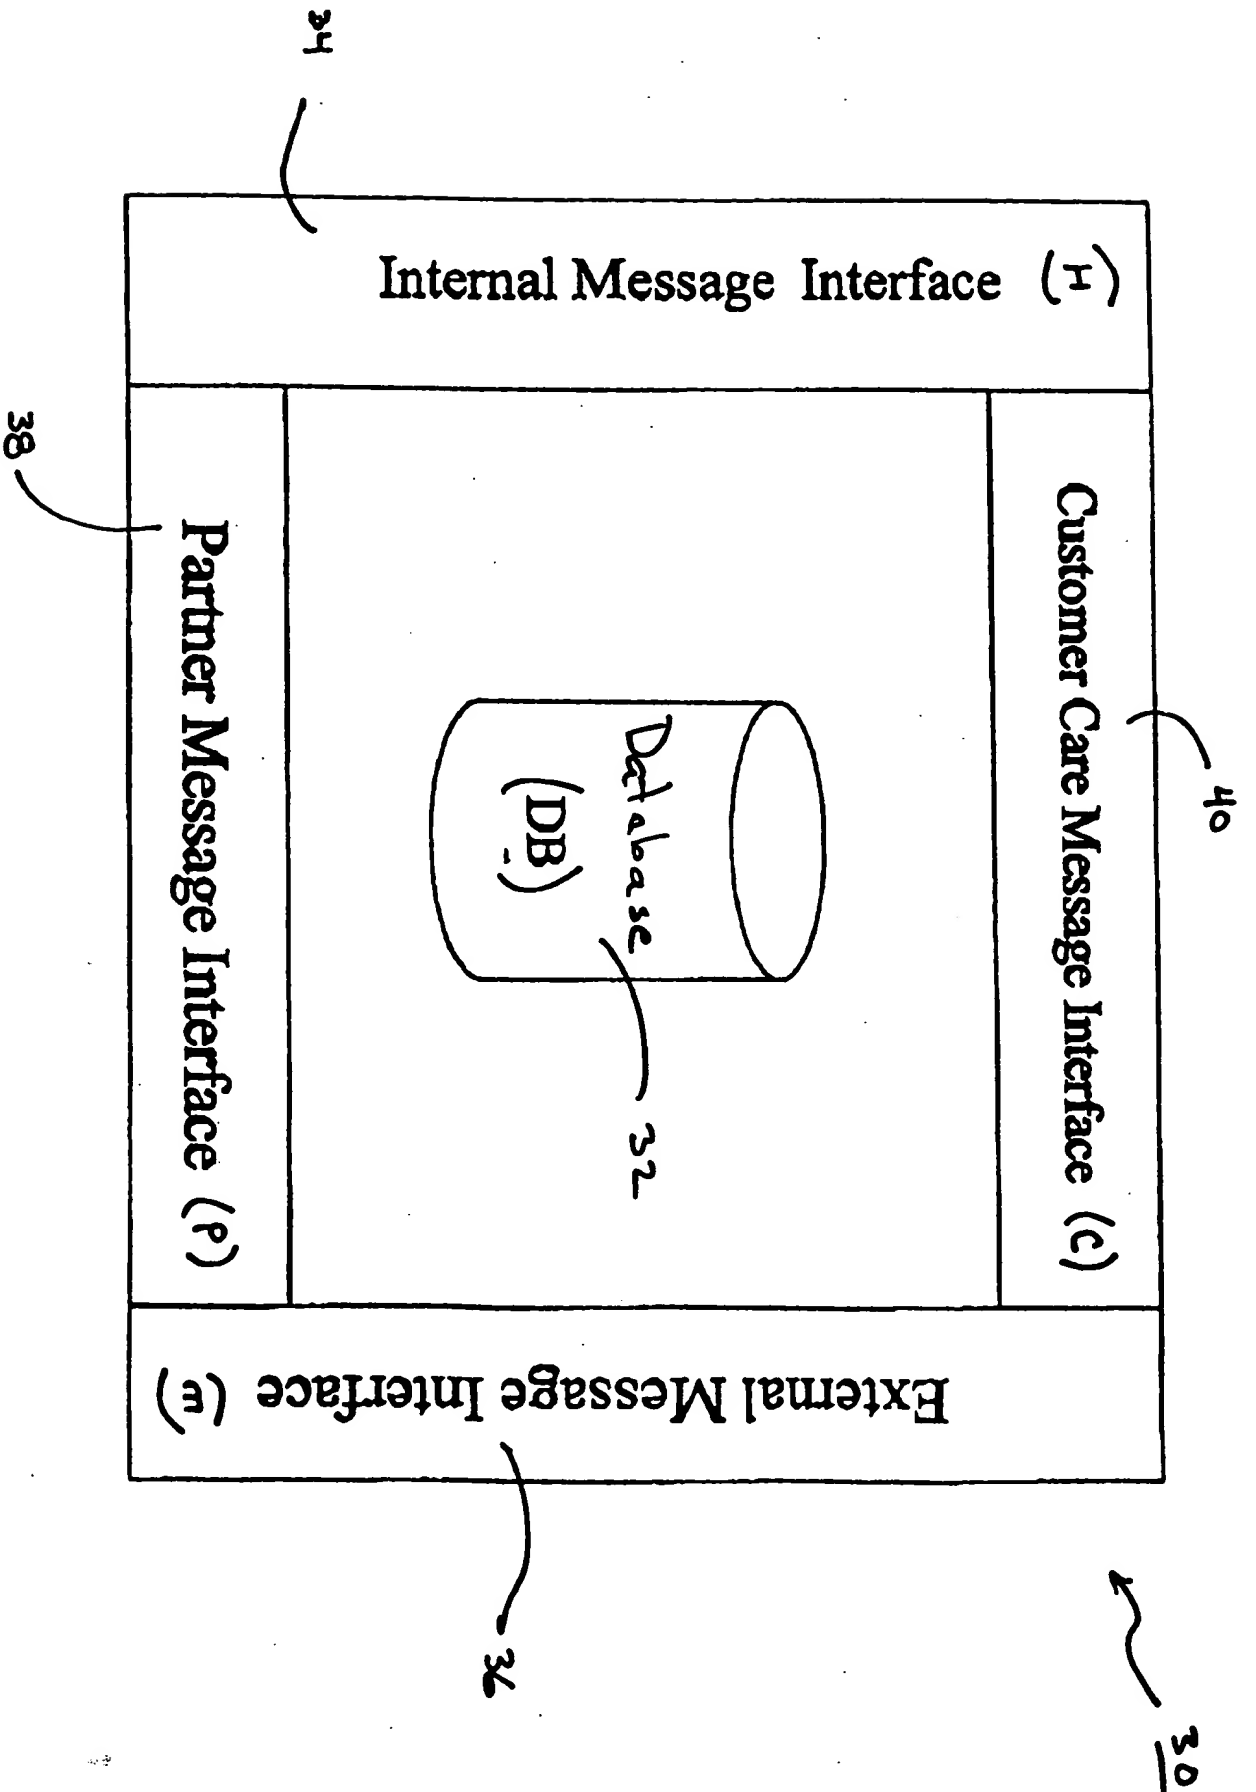 30
40
Customer Care Message Interface (C)
34
Internal Message Interface (I)
Database
(DB)
32
External Message Interface (E)
36
Partner Message Interface (P)
38